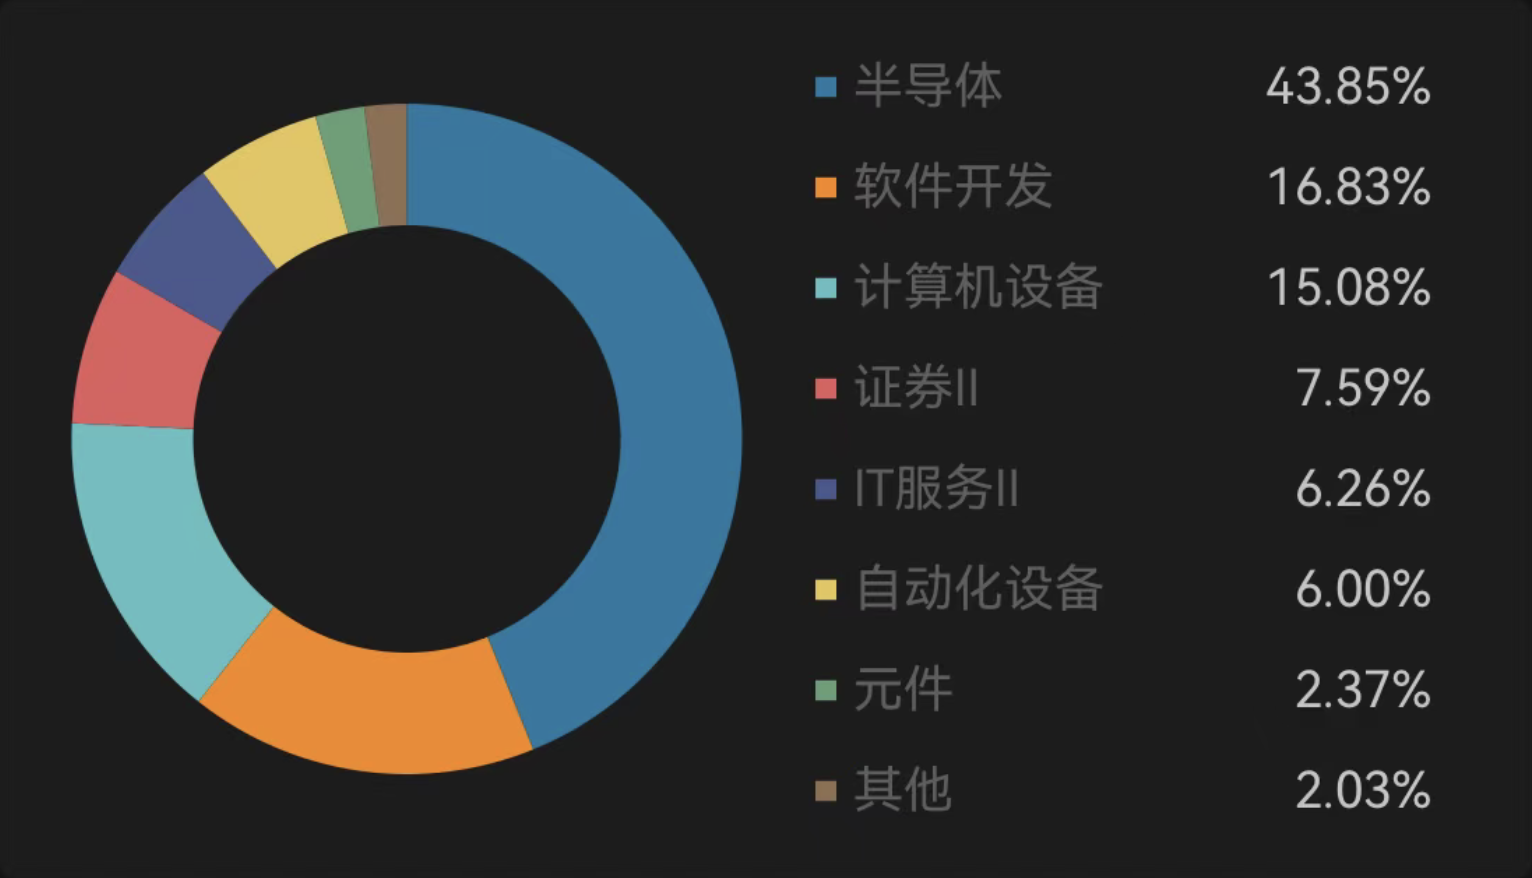 半导体 43.85%
软件开发 16.83%
计算机设备 15.08%
证券II 7.59%
IT服务II 6.26%
自动化设备 6.00%
元件 2.37%
其他 2.03%